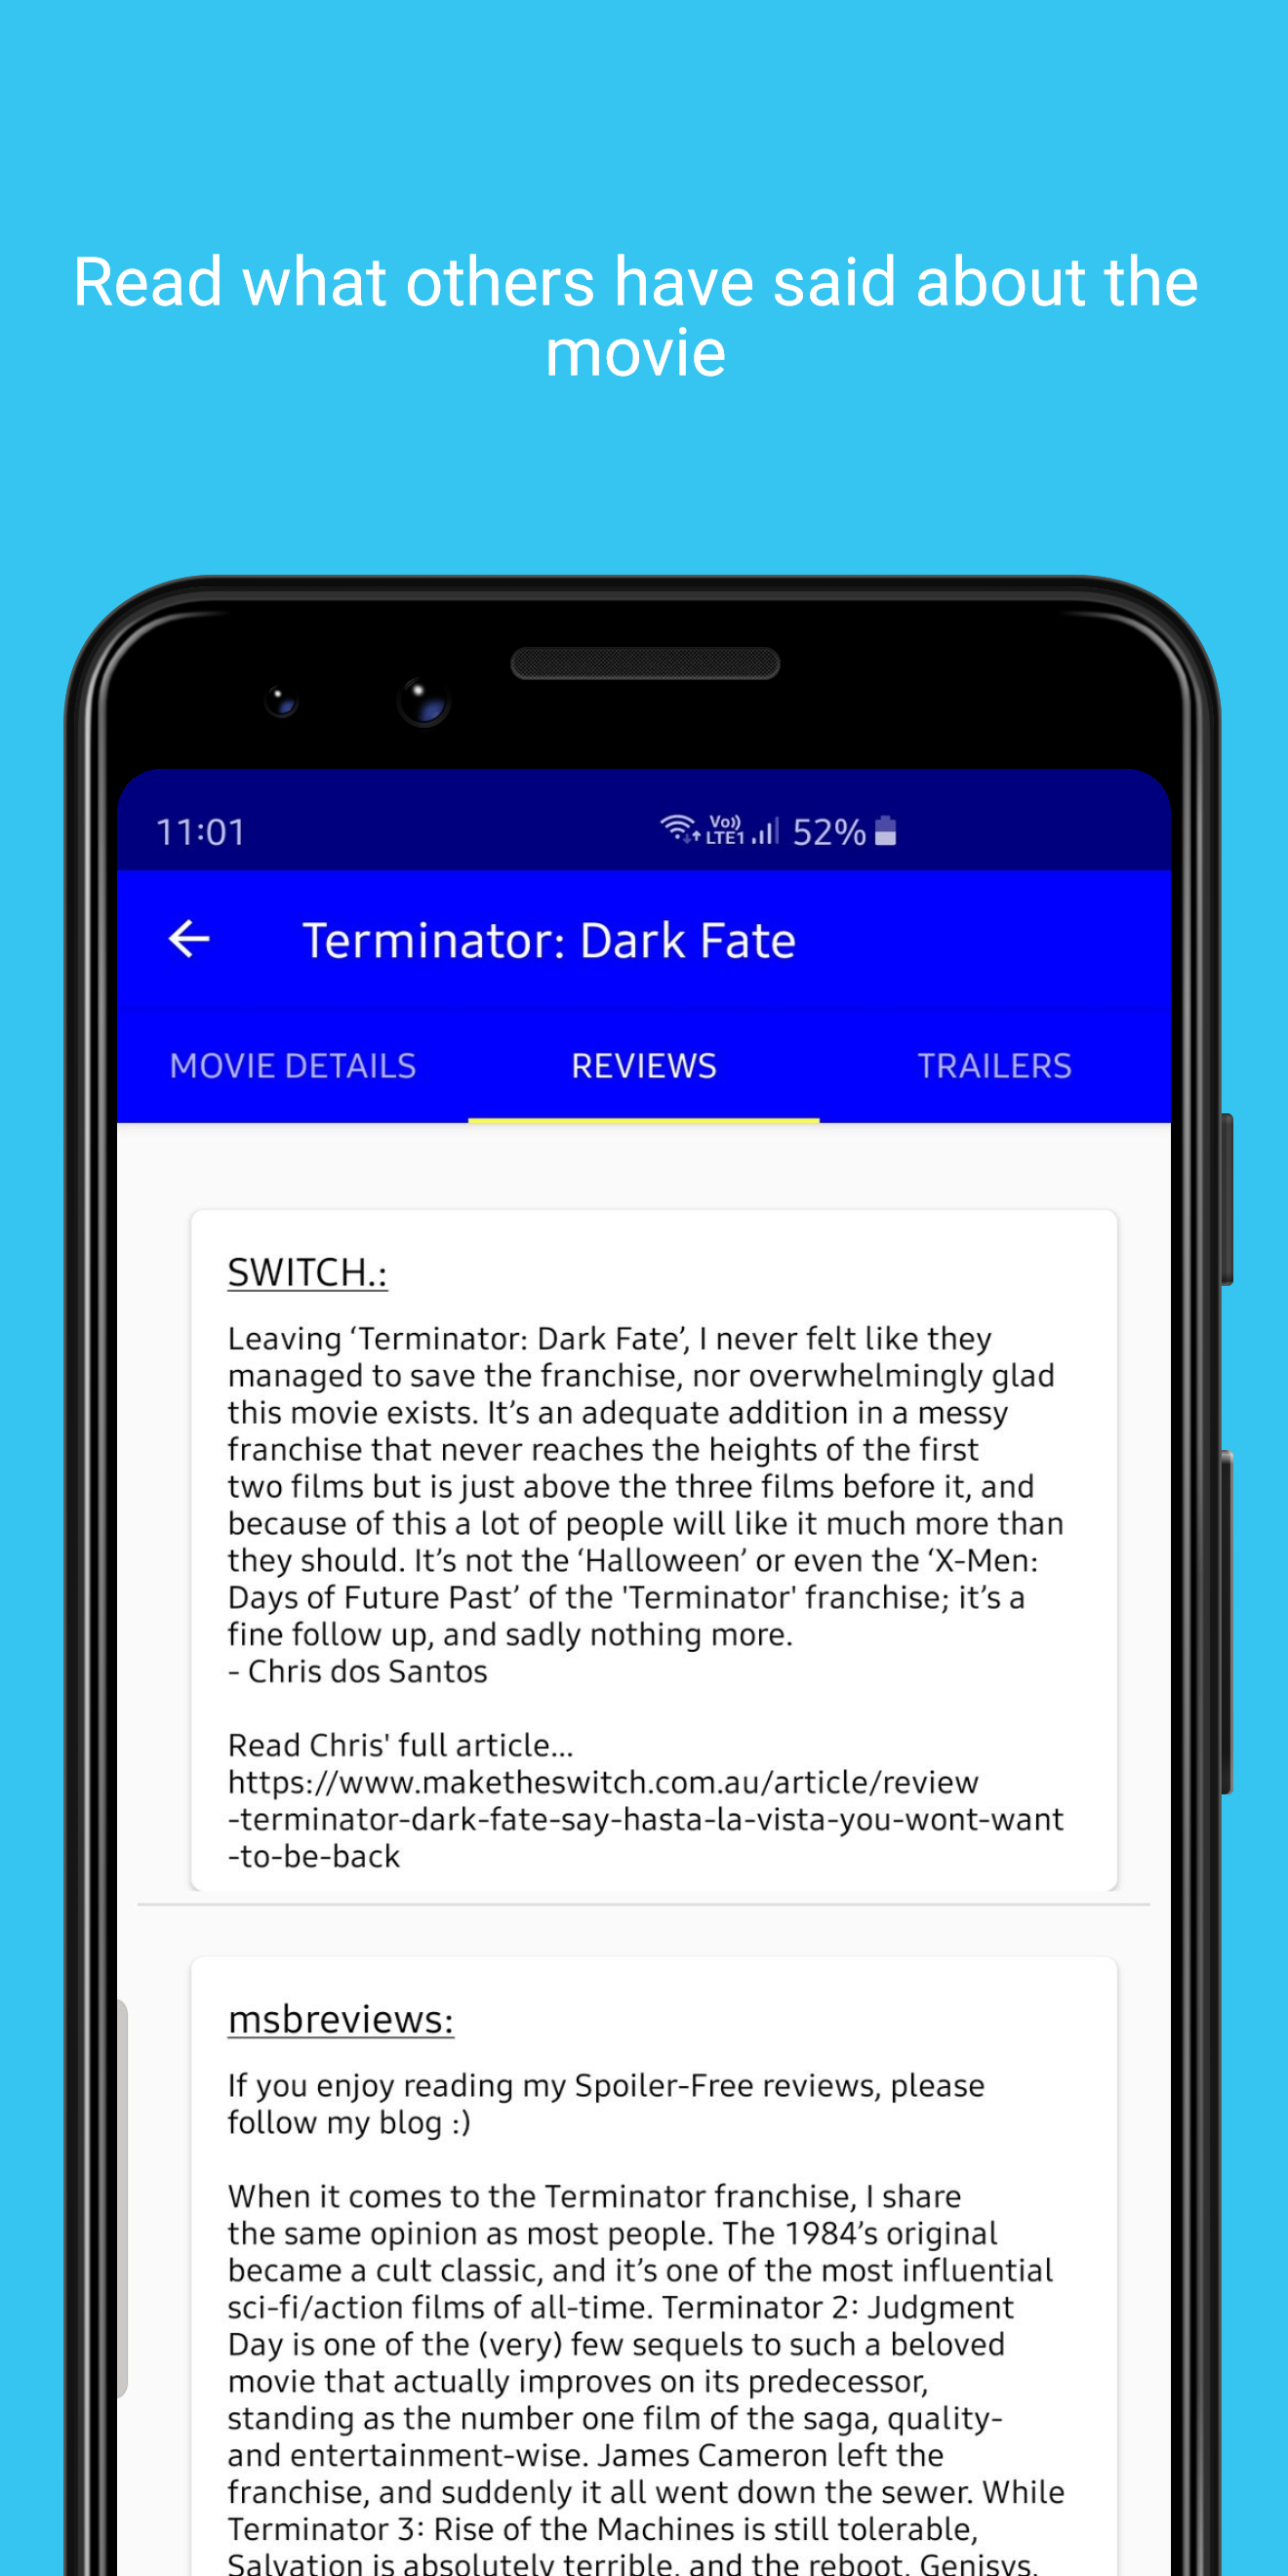 Read what others have said about the
movie
11:01
Vo))
LTE1
52%
Terminator: Dark Fate
MOVIE DETAILS
REVIEWS
TRAILERS
SWITCH.:
Leaving ‘Terminator: Dark Fate’, I never felt like they
managed to save the franchise, nor overwhelmingly glad
this movie exists. It’s an adequate addition in a messy
franchise that never reaches the heights of the first
two films but is just above the three films before it, and
because of this a lot of people will like it much more than
they should. It’s not the ‘Halloween’ or even the ‘X-Men:
Days of Future Past’ of the 'Terminator' franchise; it’s a
fine follow up, and sadly nothing more.
- Chris dos Santos
Read Chris' full article...
https://www.maketheswitch.com.au/article/review
-terminator-dark-fate-say-hasta-la-vista-you-wont-want
-to-be-back
msbreviews:
If you enjoy reading my Spoiler-Free reviews, please
follow my blog :)
When it comes to the Terminator franchise, I share
the same opinion as most people. The 1984’s original
became a cult classic, and it’s one of the most influential
sci-fi/action films of all-time. Terminator 2: Judgment
Day is one of the (very) few sequels to such a beloved
movie that actually improves on its predecessor,
standing as the number one film of the saga, quality-
and entertainment-wise. James Cameron left the
franchise, and suddenly it all went down the sewer. While
Terminator 3: Rise of the Machines is still tolerable,
Salvation is absolutely terrible, and the reboot, Genisys,